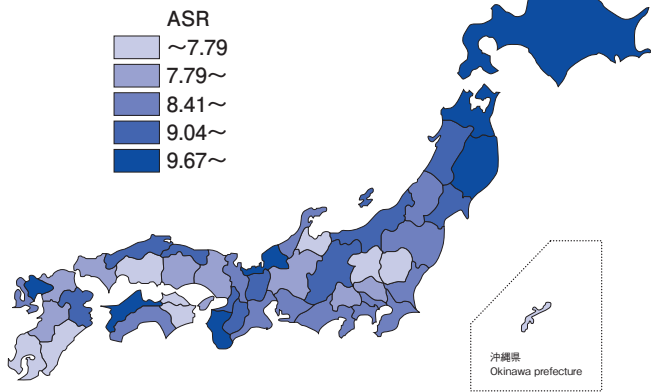 ASR
～7.79
7.79～
8.41～
9.04～
9.67～
沖縄県
Okinawa prefecture